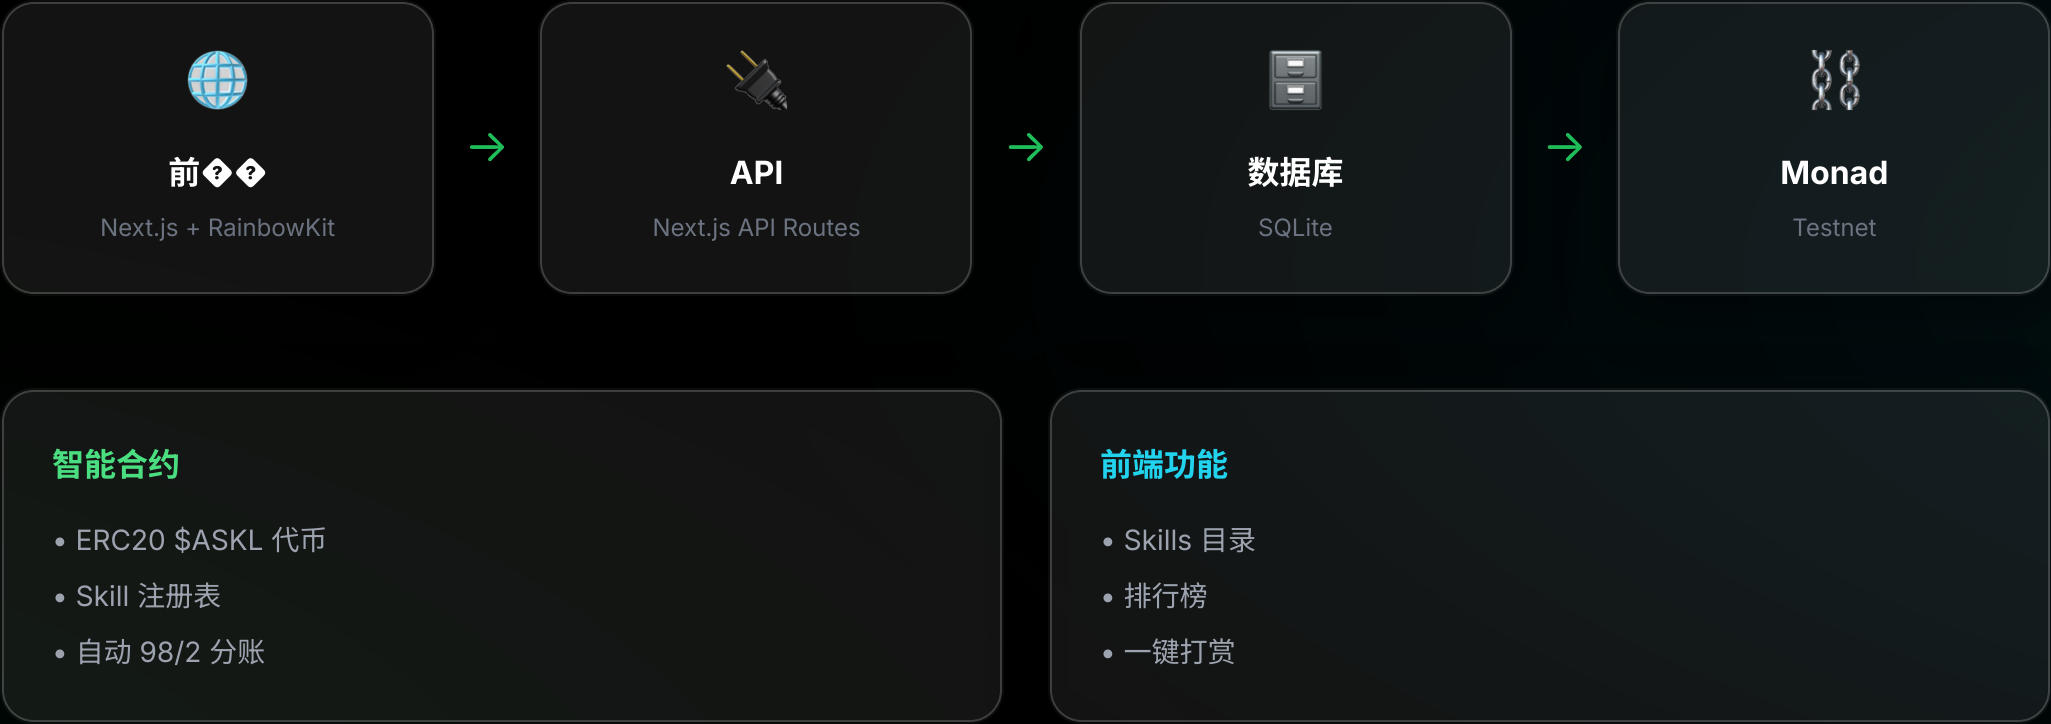 前��
Next.js + RainbowKit
API
Next.js API Routes
数据库
SQLite
Monad
Testnet
智能合约
• ERC20 $ASKL 代币
• Skill 注册表
• 自动 98/2 分账
前端功能
• Skills 目录
• 排行榜
• 一键打赏